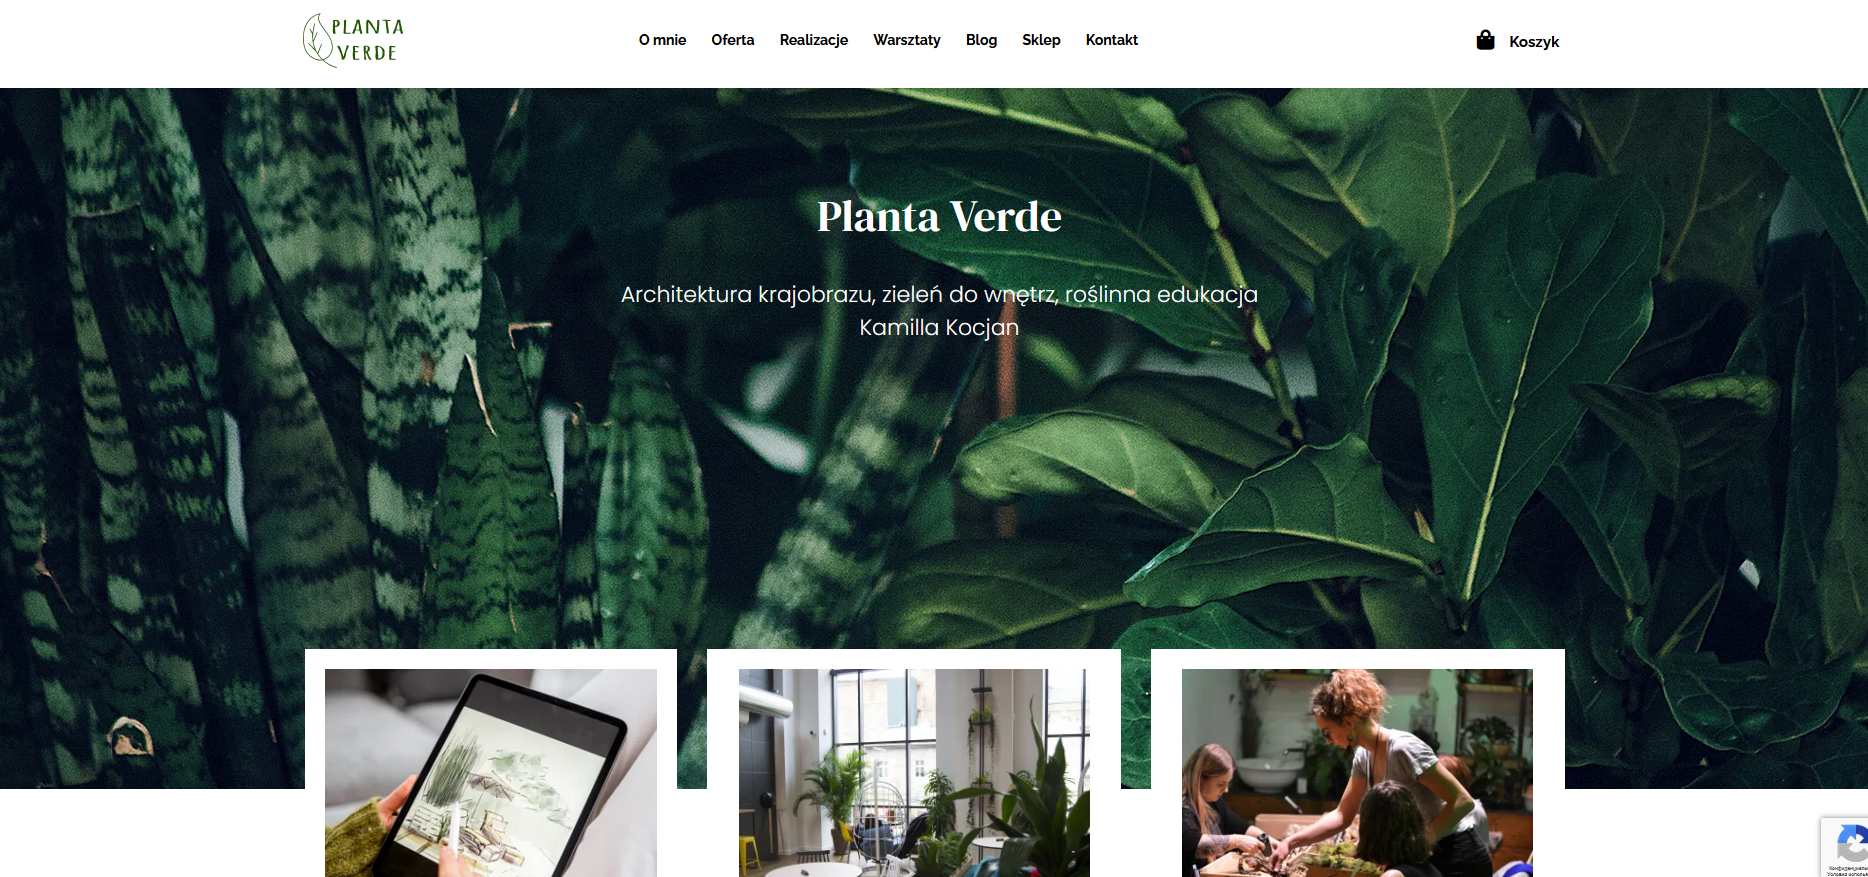 PLANTA
VERDE
O mnie Oferta Realizacje Warsztaty Blog Sklep Kontakt
Koszyk
Planta Verde
Architektura krajobrazu, zieleń do wnętrz, roślinna edukacja
Kamilla Kocjan